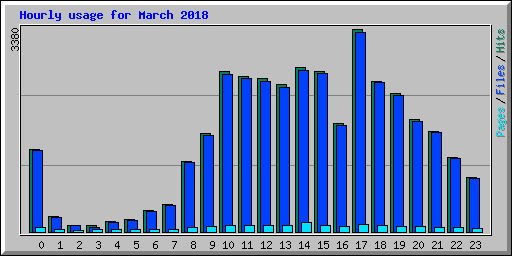 Hourly usage for March 2018
3380
Pages/Files/Hits
0 1 2 3 4 5 6 7 8 9 10 11 12 13 14 15 16 17 18 19 20 21 22 23